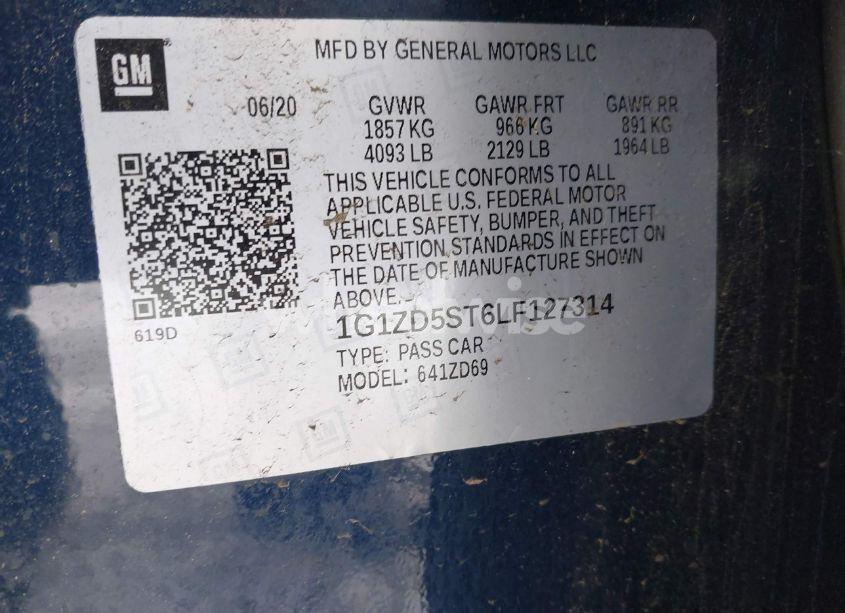 GM
MFD BY GENERAL MOTORS LLC
06/20 GVWR GAWR FRT GAWR RR
1857 KG 966 KG 891 KG
4093 LB 2129 LB 1964 LB
THIS VEHICLE CONFORMS TO ALL
APPLICABLE U.S. FEDERAL MOTOR
VEHICLE SAFETY, BUMPER, AND THEFT
PREVENTION STANDARDS IN EFFECT ON
THE DATE OF MANUFACTURE SHOWN
ABOVE.
619D
1G1ZD5ST6LF127314
TYPE: PASS CAR
MODEL: 641ZD69